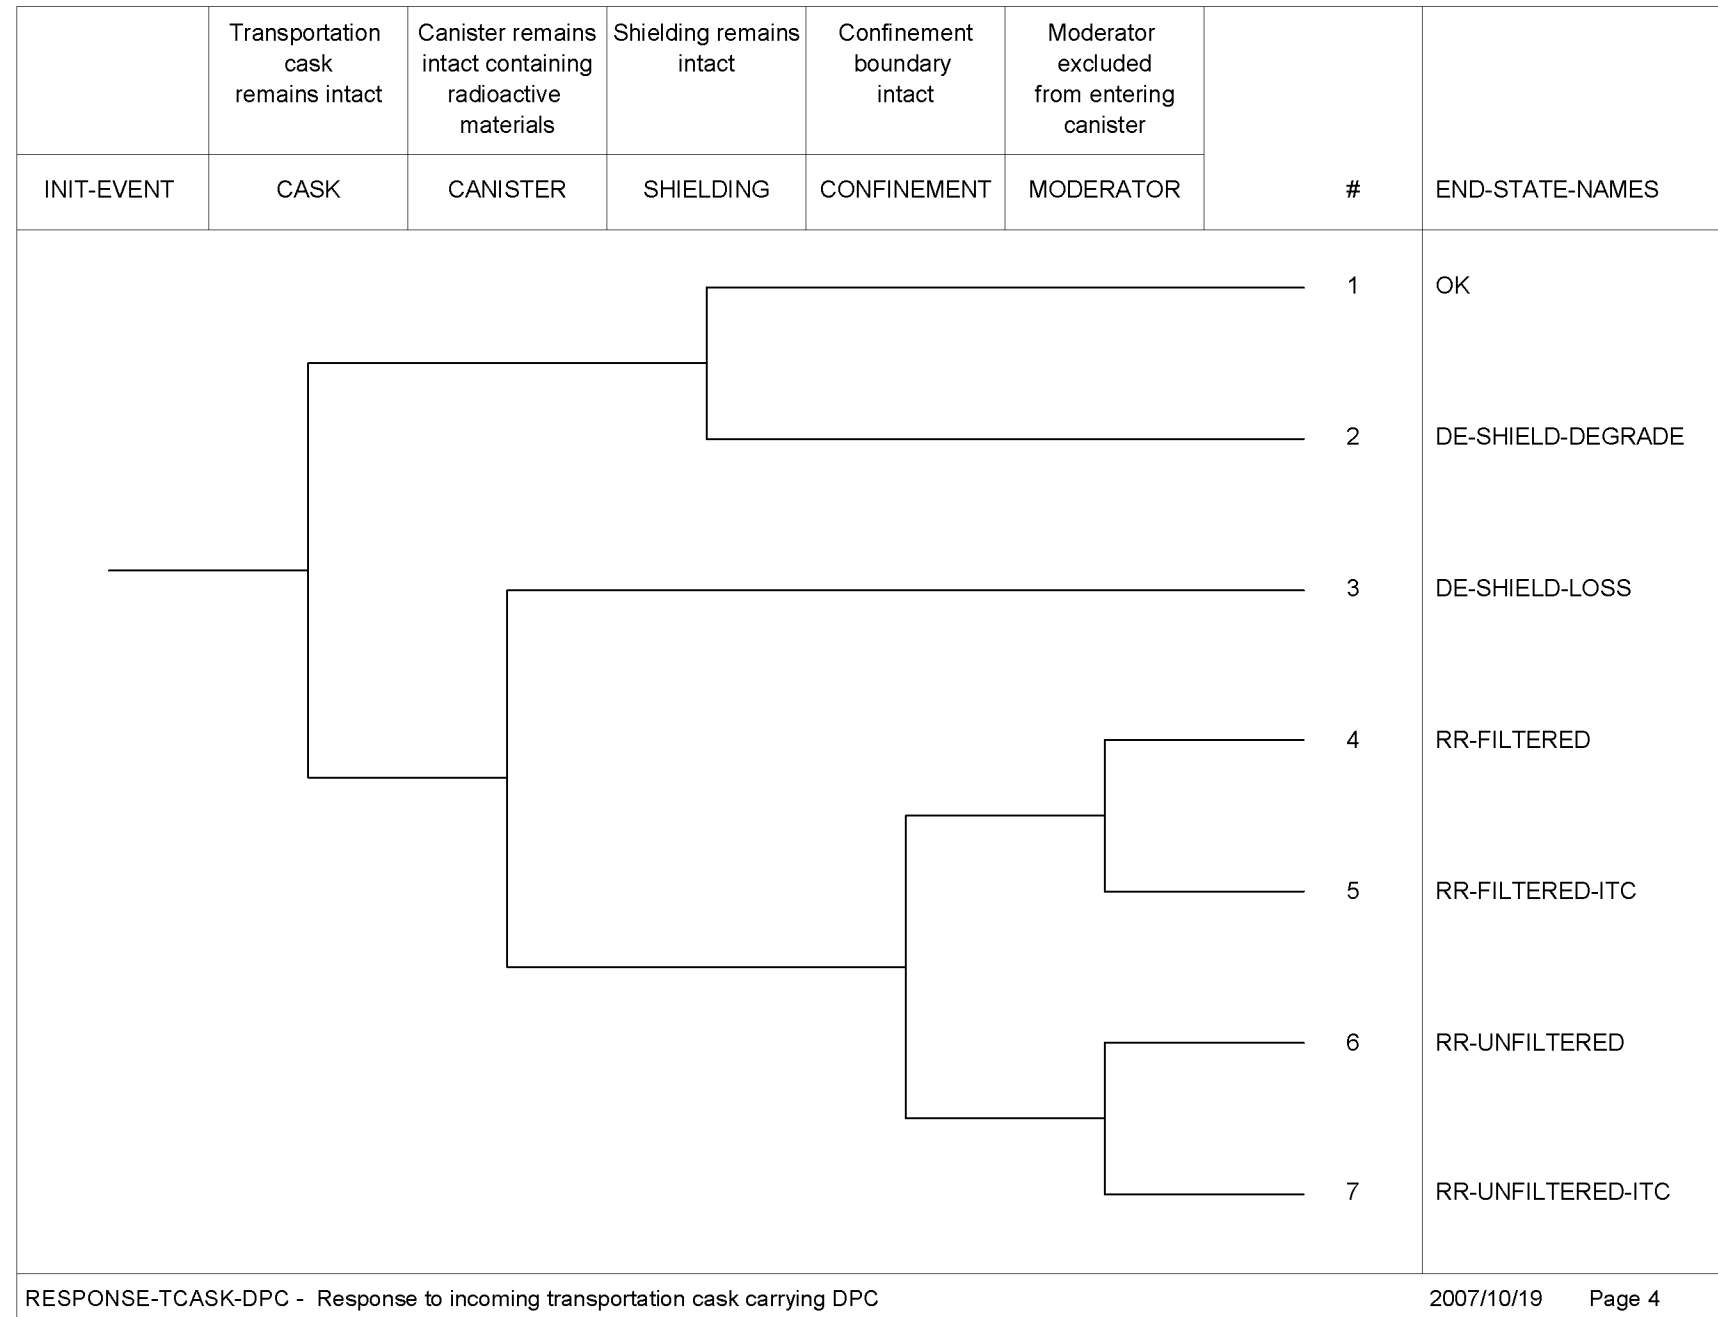 Transportation
cask
remains intact
Canister remains
intact containing
radioactive
materials
Shielding remains
intact
Confinement
boundary
intact
Moderator
excluded
from entering
canister
INIT-EVENT CASK CANISTER SHIELDING CONFINEMENT MODERATOR # END-STATE-NAMES
1 OK
2 DE-SHIELD-DEGRADE
3 DE-SHIELD-LOSS
4 RR-FILTERED
5 RR-FILTERED-ITC
6 RR-UNFILTERED
7 RR-UNFILTERED-ITC
RESPONSE-TCASK-DPC - Response to incoming transportation cask carrying DPC 2007/10/19 Page 4